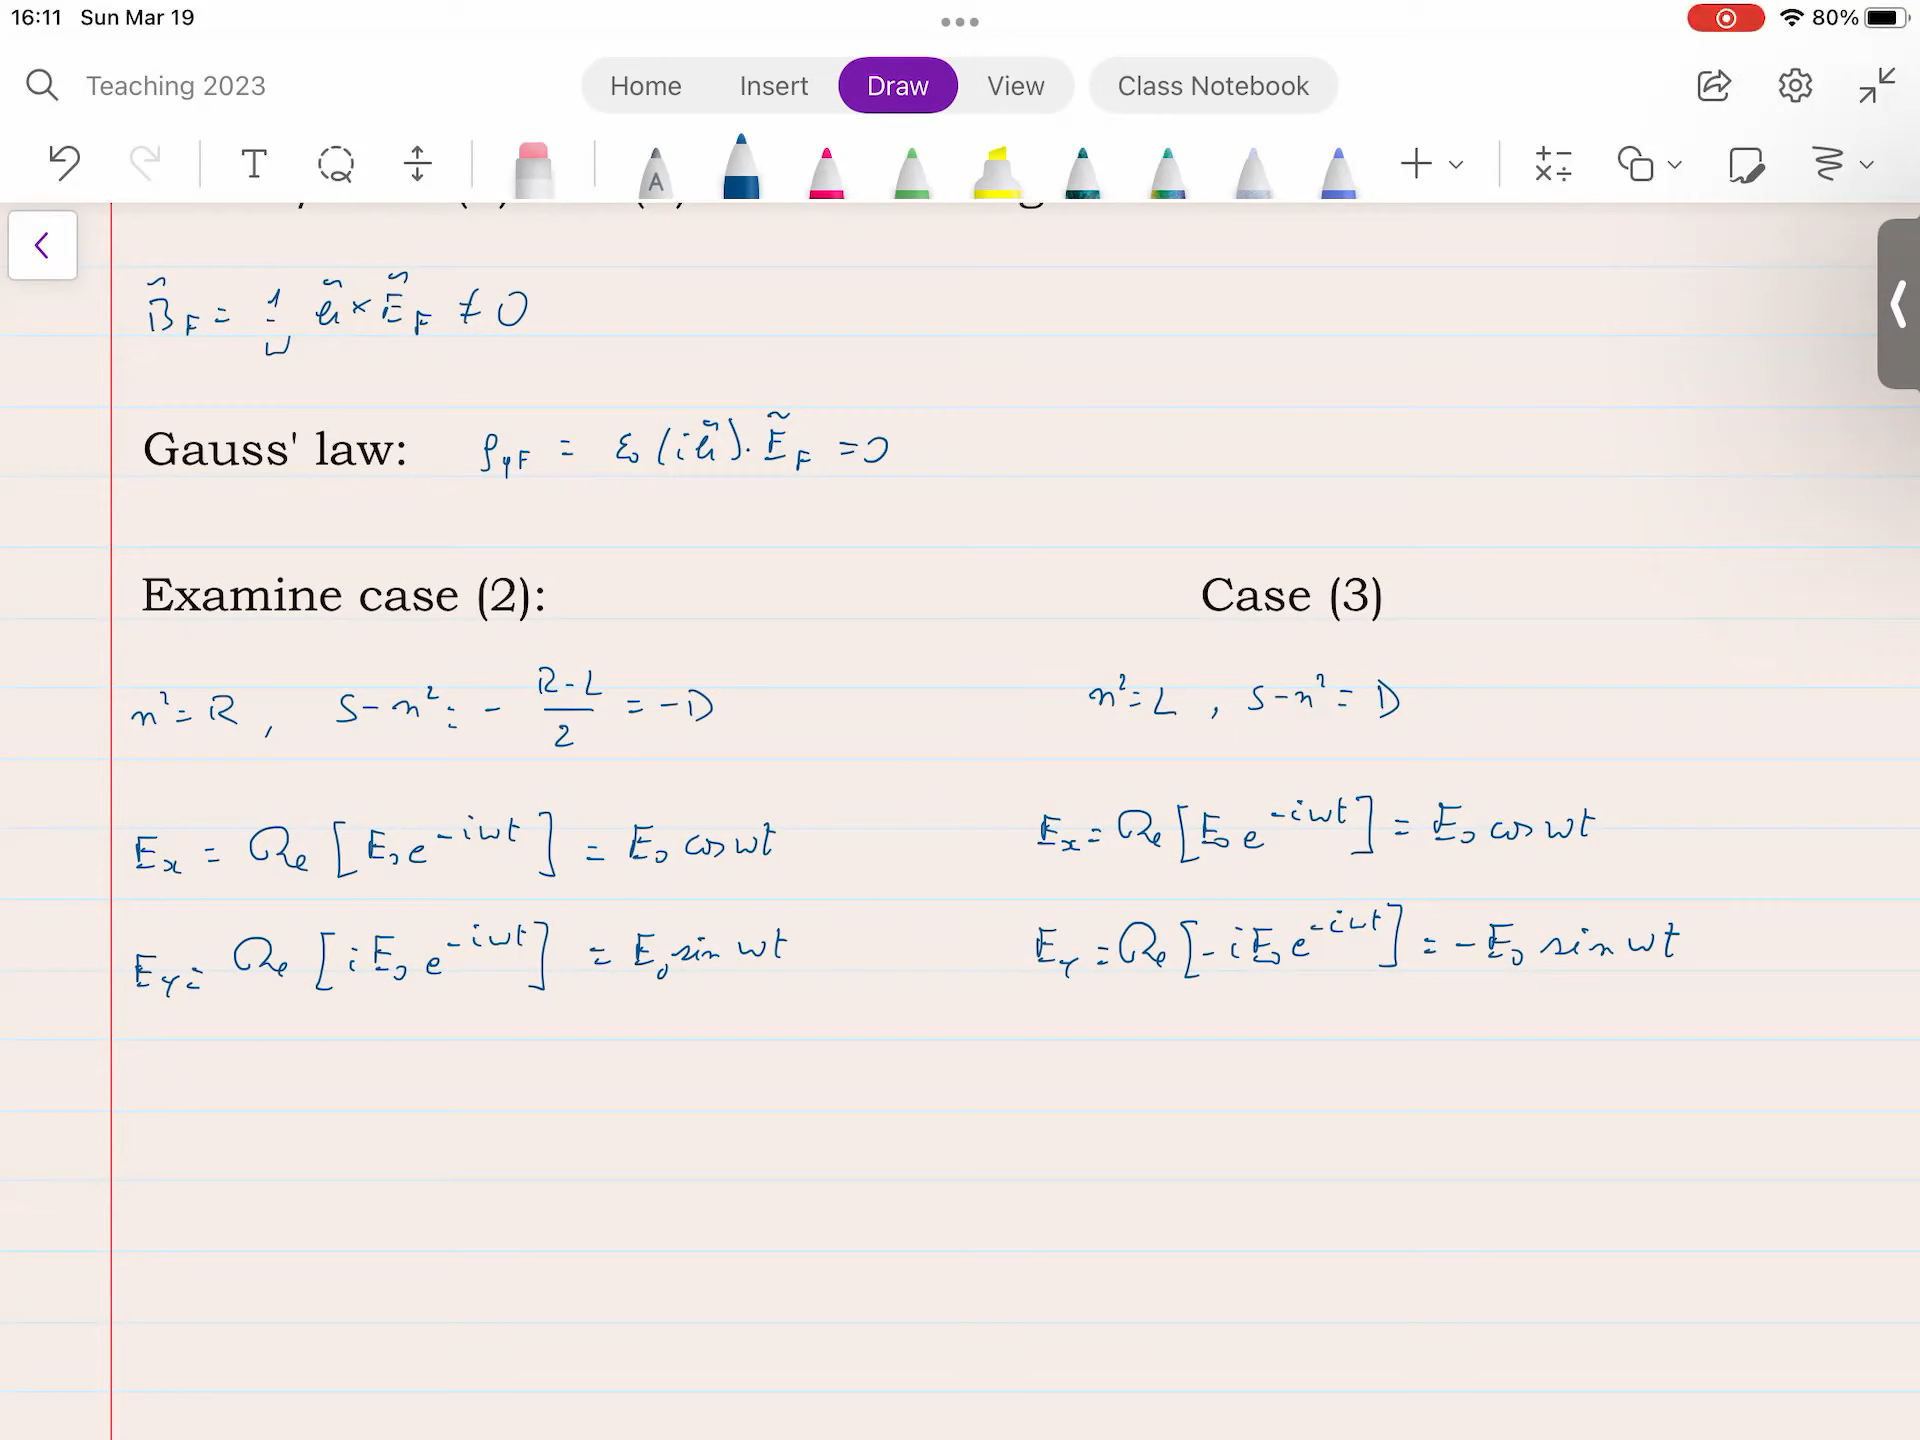 16:11 Sun Mar 19 80%
Teaching 2023 Home Insert Draw View Class Notebook
T A
B̃_F = 1/ω k̃ × Ẽ_F ≠ 0
Gauss' law: ρ_qF = ε₀ (i k̃) · Ẽ_F = 0
Examine case (2): Case (3)
n² = R , S - n² = - (R - L)/2 = - D n² = L , S - n² = D
E_x = Re [E₀ e^{-iωt}] = E₀ cos ωt E_x = Re [E₀ e^{-iωt}] = E₀ cos ωt
E_y = Re [i E₀ e^{-iωt}] = E₀ sin ωt E_y = Re [- i E₀ e^{-iωt}] = - E₀ sin ωt